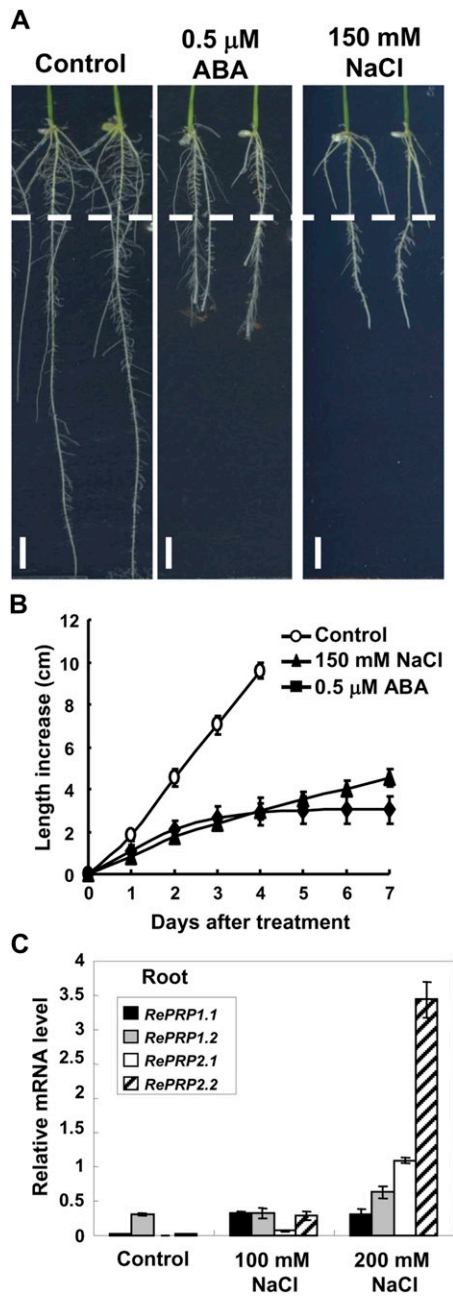 A
Control
0.5 μM
ABA
150 mM
NaCl
B
Length increase (cm)
12
10
8
6
4
2
0
Control
150 mM NaCl
0.5 μM ABA
0 1 2 3 4 5 6 7
Days after treatment
C
Relative mRNA level
4
3.5
3
2.5
2
1.5
1
0.5
0
Root
RePRP1.1
RePRP1.2
RePRP2.1
RePRP2.2
Control
100 mM
NaCl
200 mM
NaCl